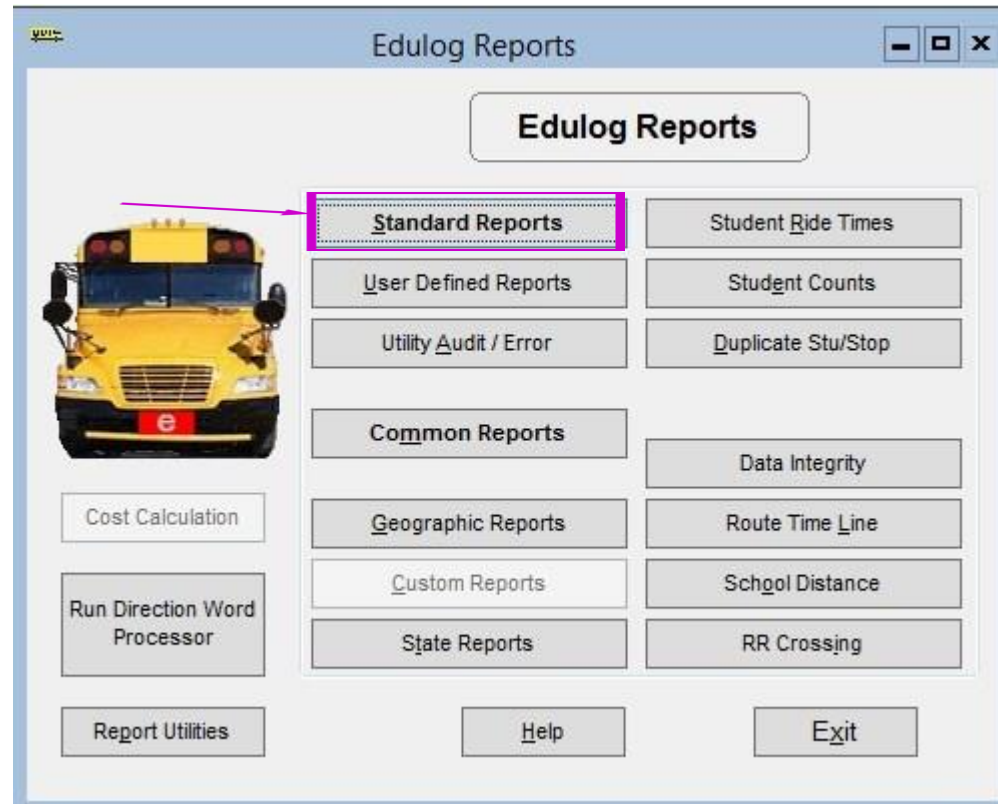 Edulog Reports
Edulog Reports
Standard Reports
Student Ride Times
User Defined Reports
Student Counts
Utility Audit / Error
Duplicate Stu/Stop
Common Reports
Data Integrity
Cost Calculation
Geographic Reports
Route Time Line
Custom Reports
School Distance
Run Direction Word
Processor
State Reports
RR Crossing
Report Utilities
Help
Exit
e